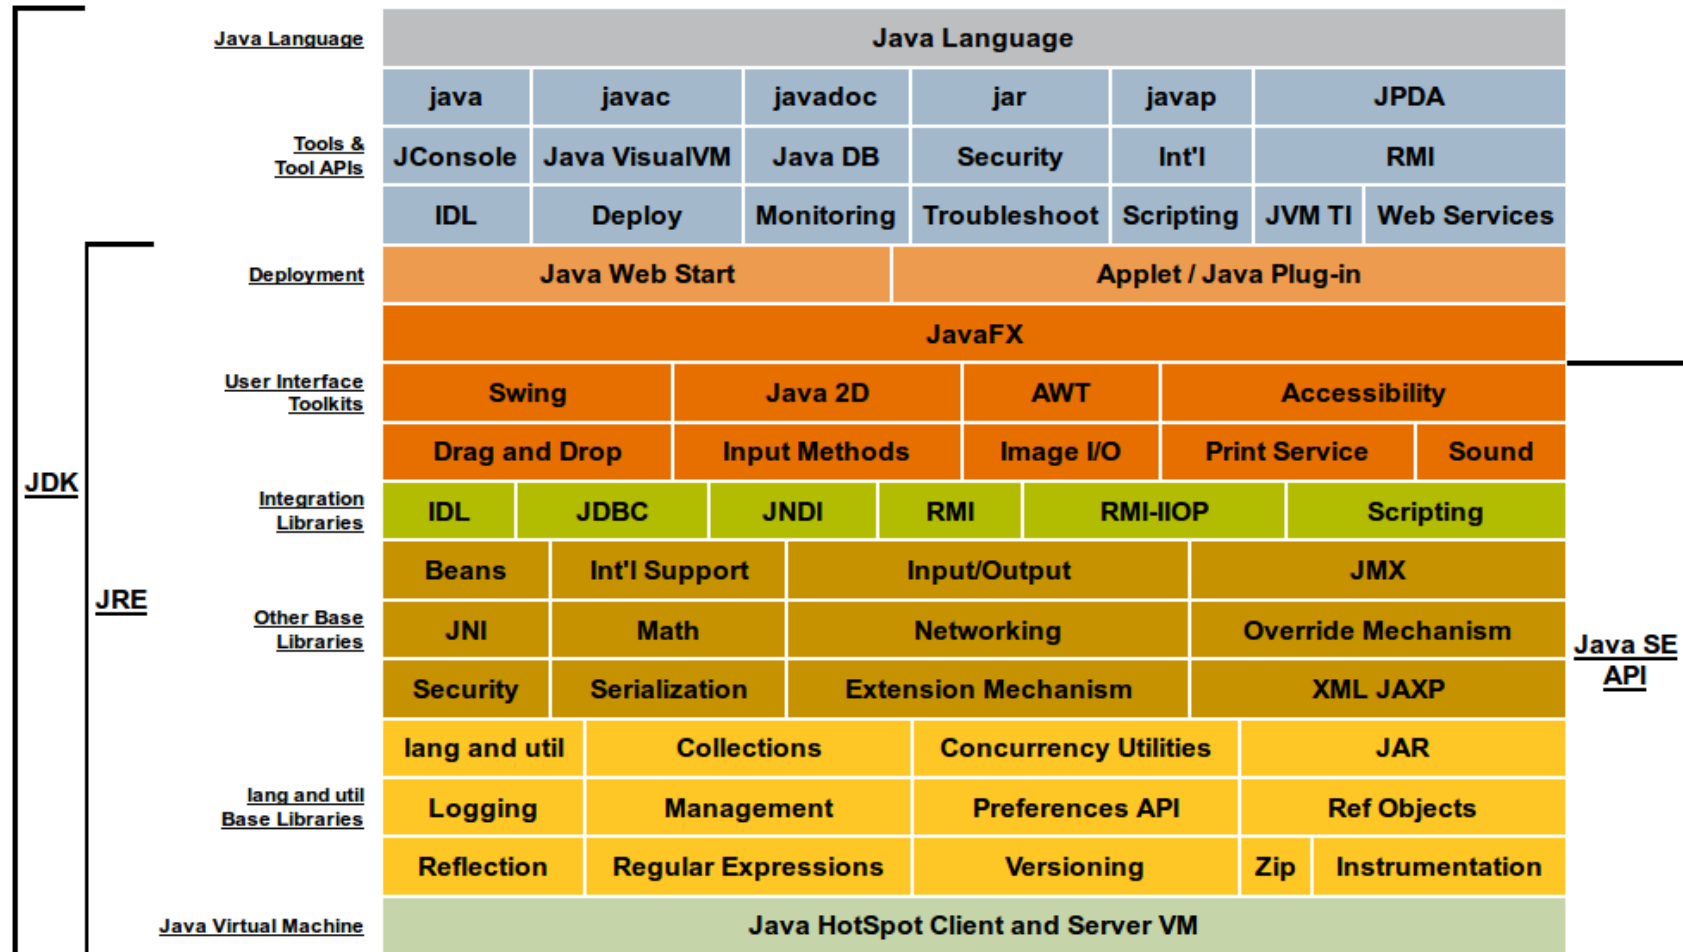 Java Language
Java Language
java javac javadoc jar javap JPDA
Tools &
Tool APIs
JConsole Java VisualVM Java DB Security Int'l RMI
IDL Deploy Monitoring Troubleshoot Scripting JVM TI Web Services
Deployment
Java Web Start Applet / Java Plug-in
JavaFX
User Interface
Toolkits
Swing Java 2D AWT Accessibility
Drag and Drop Input Methods Image I/O Print Service Sound
JDK
Integration
Libraries
IDL JDBC JNDI RMI RMI-IIOP Scripting
Beans Int'l Support Input/Output JMX
JRE
Other Base
Libraries
JNI Math Networking Override Mechanism
Java SE
API
Security Serialization Extension Mechanism XML JAXP
lang and util Collections Concurrency Utilities JAR
lang and util
Base Libraries
Logging Management Preferences API Ref Objects
Reflection Regular Expressions Versioning Zip Instrumentation
Java Virtual Machine
Java HotSpot Client and Server VM